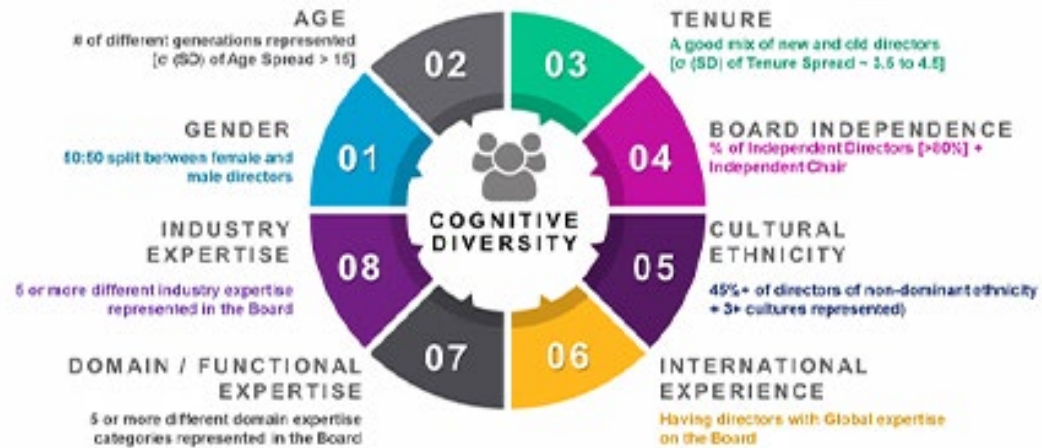 AGE
# of different generations represented
[σ (SD) of Age Spread > 15]
02
03
TENURE
A good mix of new and old directors
[σ (SD) of Tenure Spread ~ 3.5 to 4.5]
GENDER
50:50 split between female and
male directors
01
04
BOARD INDEPENDENCE
% of Independent Directors [>80%] +
Independent Chair
COGNITIVE
DIVERSITY
INDUSTRY
EXPERTISE
5 or more different industry expertise
represented in the Board
08
05
CULTURAL
ETHNICITY
45%+ of directors of non-dominant ethnicity
+ 3+ cultures represented)
DOMAIN / FUNCTIONAL
EXPERTISE
5 or more different domain expertise
categories represented in the Board
07
06
INTERNATIONAL
EXPERIENCE
Having directors with Global expertise
on the Board